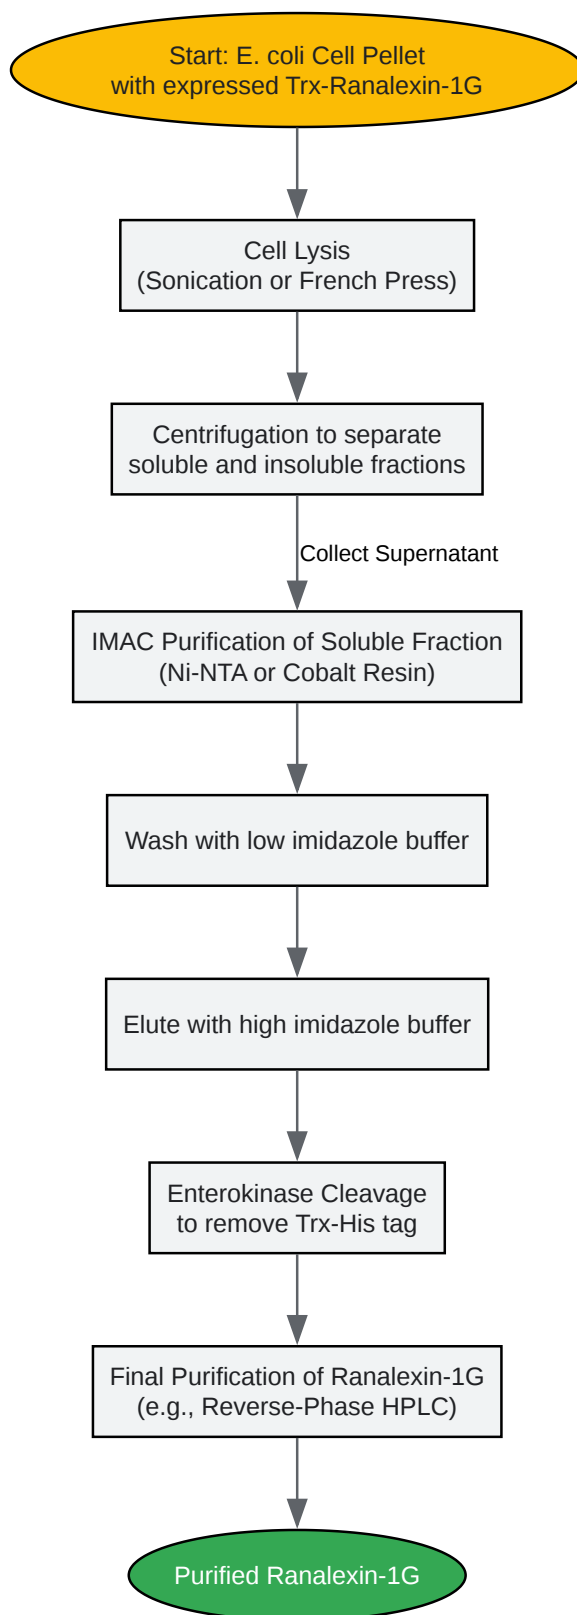 Start: E. coli Cell Pellet
with expressed Trx-Ranalexin-1G
Cell Lysis
(Sonication or French Press)
Centrifugation to separate
soluble and insoluble fractions
Collect Supernatant
IMAC Purification of Soluble Fraction
(Ni-NTA or Cobalt Resin)
Wash with low imidazole buffer
Elute with high imidazole buffer
Enterokinase Cleavage
to remove Trx-His tag
Final Purification of Ranalexin-1G
(e.g., Reverse-Phase HPLC)
Purified Ranalexin-1G